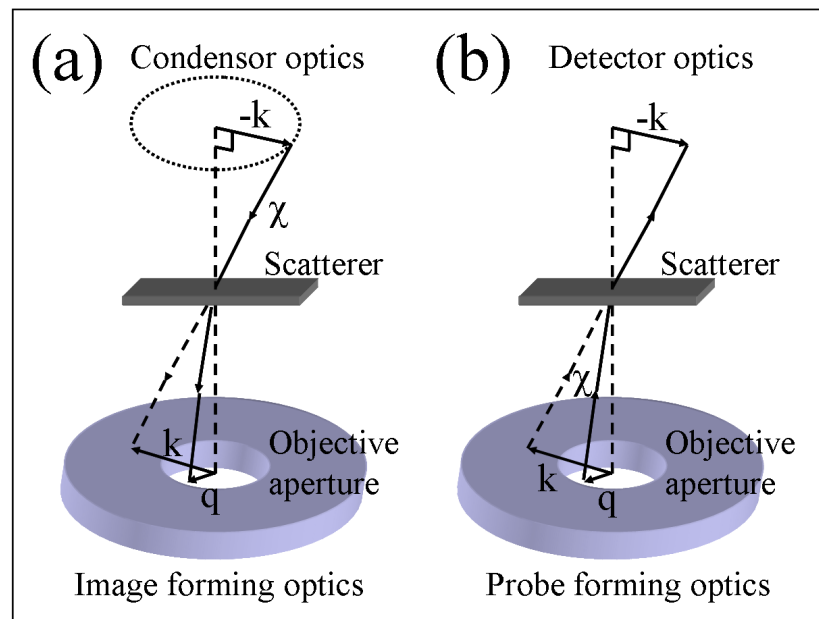 (a) Condensor optics
-k
χ
Scatterer
k
Objective
aperture
q
Image forming optics
(b) Detector optics
-k
Scatterer
χ
k
Objective
aperture
q
Probe forming optics